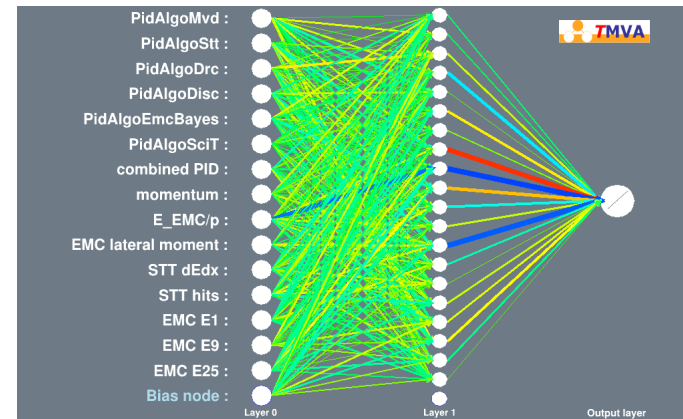 PidAlgoMvd :
TMVA
PidAlgoStt :
PidAlgoDrc :
PidAlgoDisc :
PidAlgoEmcBayes :
PidAlgoSciT :
combined PID :
momentum :
E_EMC/p :
EMC lateral moment :
STT dEdx :
STT hits :
EMC E1 :
EMC E9 :
EMC E25 :
Bias node :
Layer 0
Layer 1
Output layer